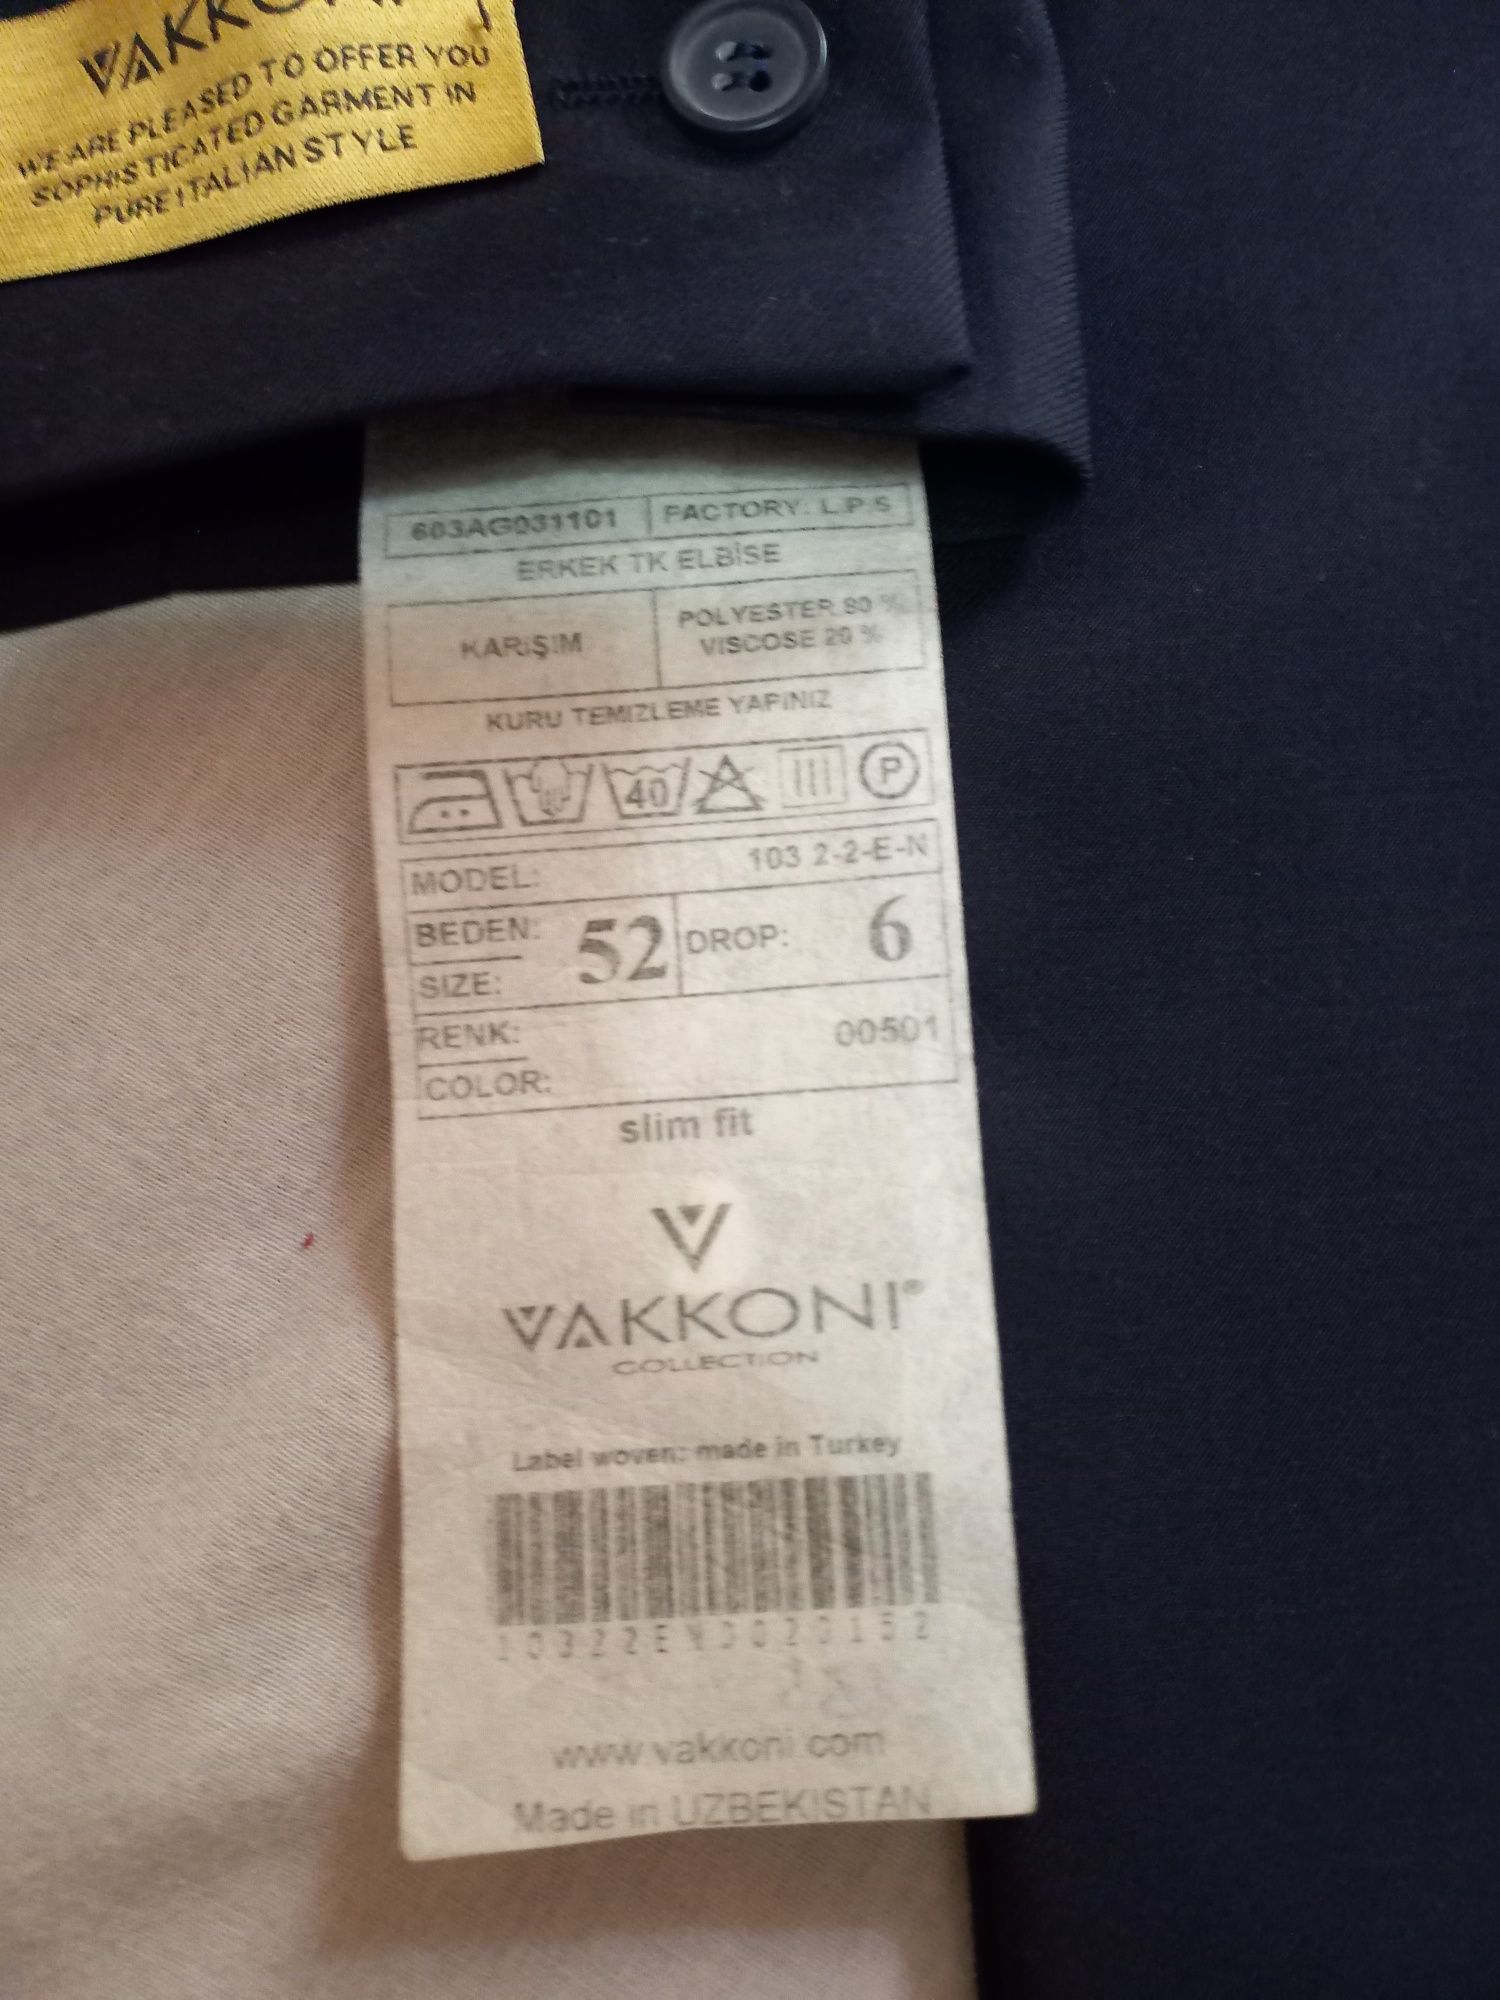 VAKKONI
WE ARE PLEASED TO OFFER YOU
SOPHISTICATED GARMENT IN
PURE ITALIAN STYLE
603AG031101 FACTORY: L.P.S
ERKEK TK ELBİSE
KARIŞIM
POLYESTER 80 %
VISCOSE 20 %
KURU TEMIZLEME YAPINIZ
40 P
MODEL: 103 2-2-E-N
BEDEN:
SIZE: 52
DROP: 6
RENK:
COLOR: 00501
slim fit
VAKKONI®
COLLECTION
Label woven: made in Turkey
www.vakkoni.com
Made in UZBEKISTAN